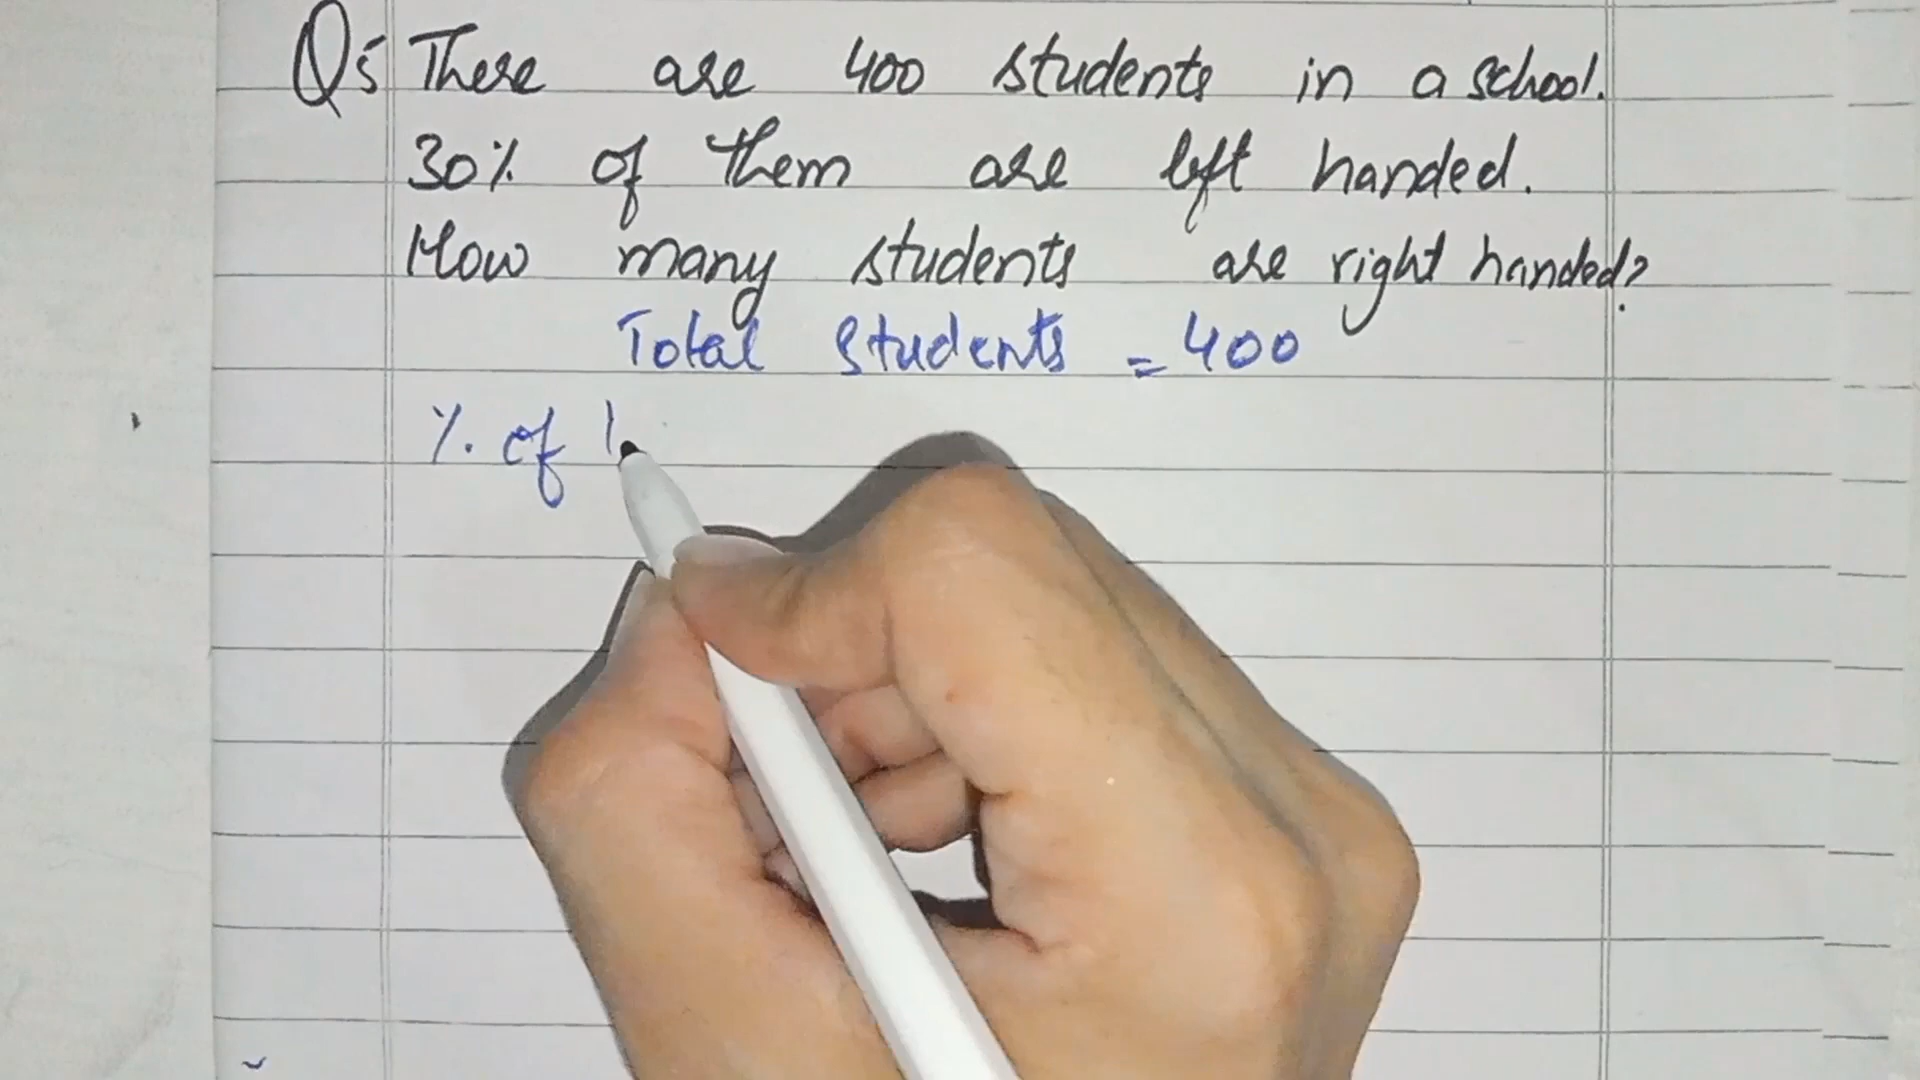 Q5 There are 400 students in a school.
30% of them are left handed.
How many students are right handed?
Total students = 400
% of l